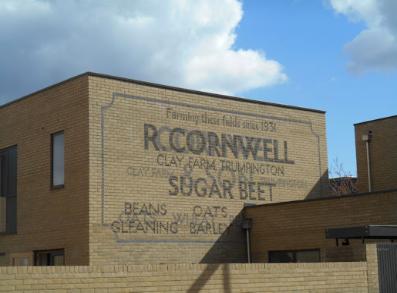 Farming these fields since 1931
R. CORNWELL
CLAY FARM TRUMPINGTON
SUGAR BEET
BEANS OATS
GLEANING BARLEY